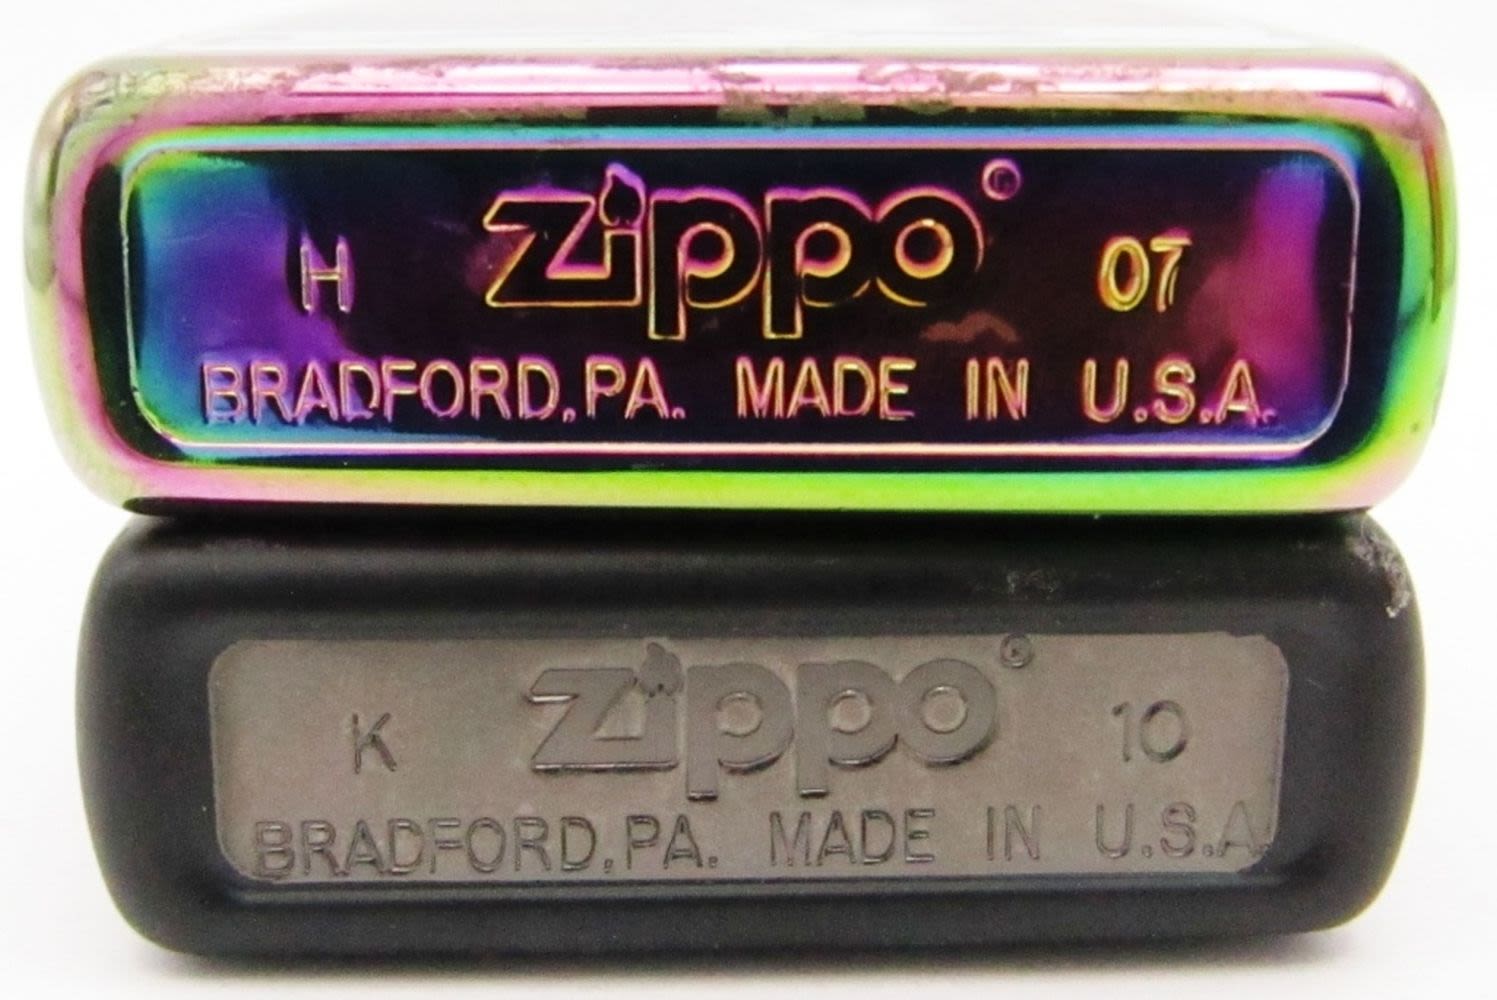 H zippo® 07
BRADFORD, PA. MADE IN U.S.A.
K zippo® 10
BRADFORD, PA. MADE IN U.S.A.